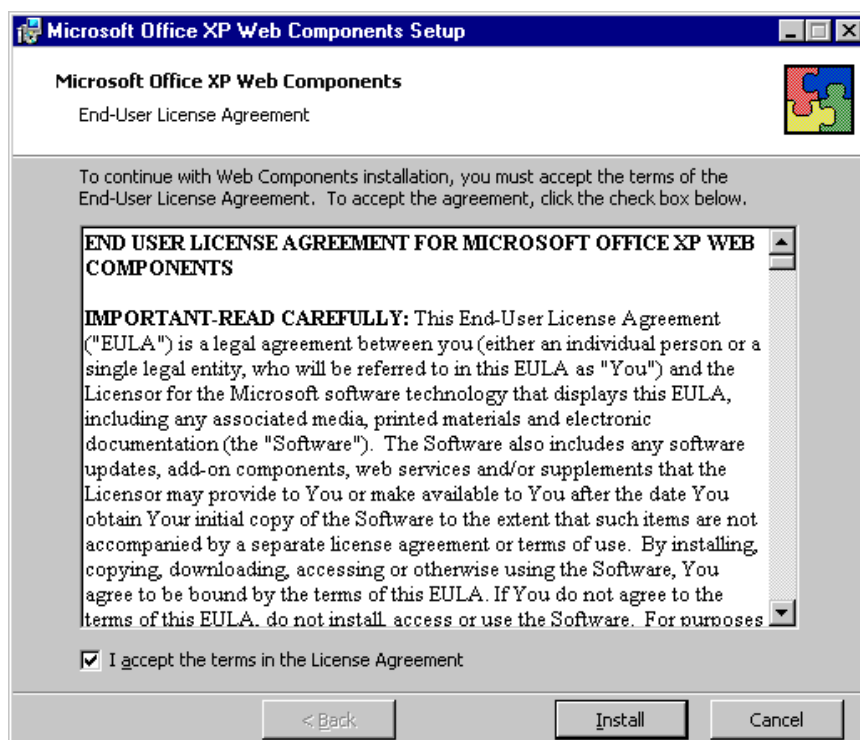 Microsoft Office XP Web Components Setup
Microsoft Office XP Web Components
End-User License Agreement
To continue with Web Components installation, you must accept the terms of the
End-User License Agreement.  To accept the agreement, click the check box below.
END USER LICENSE AGREEMENT FOR MICROSOFT OFFICE XP WEB
COMPONENTS
IMPORTANT-READ CAREFULLY: This End-User License Agreement
("EULA") is a legal agreement between you (either an individual person or a
single legal entity, who will be referred to in this EULA as "You") and the
Licensor for the Microsoft software technology that displays this EULA,
including any associated media, printed materials and electronic
documentation (the "Software").  The Software also includes any software
updates, add-on components, web services and/or supplements that the
Licensor may provide to You or make available to You after the date You
obtain Your initial copy of the Software to the extent that such items are not
accompanied by a separate license agreement or terms of use.  By installing,
copying, downloading, accessing or otherwise using the Software, You
agree to be bound by the terms of this EULA. If You do not agree to the
terms of this EULA, do not install, access or use the Software.  For purposes
I accept the terms in the License Agreement
< Back
Install
Cancel